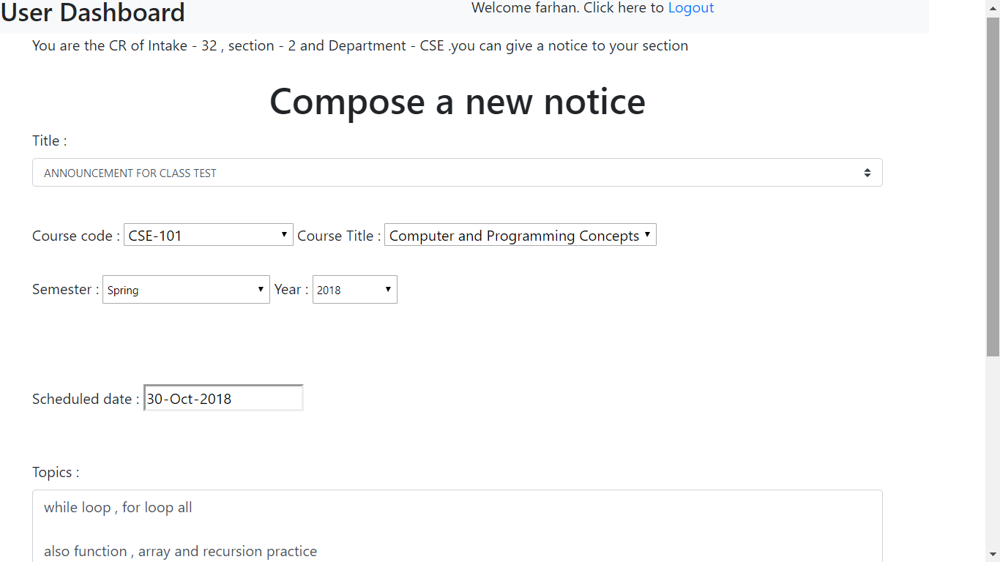 User Dashboard
Welcome farhan. Click here to Logout
You are the CR of Intake - 32 , section - 2 and Department - CSE .you can give a notice to your section
Compose a new notice
Title :
ANNOUNCEMENT FOR CLASS TEST
Course code : CSE-101 Course Title : Computer and Programming Concepts
Semester : Spring Year : 2018
Scheduled date : 30-Oct-2018
Topics :
while loop , for loop all
also function , array and recursion practice